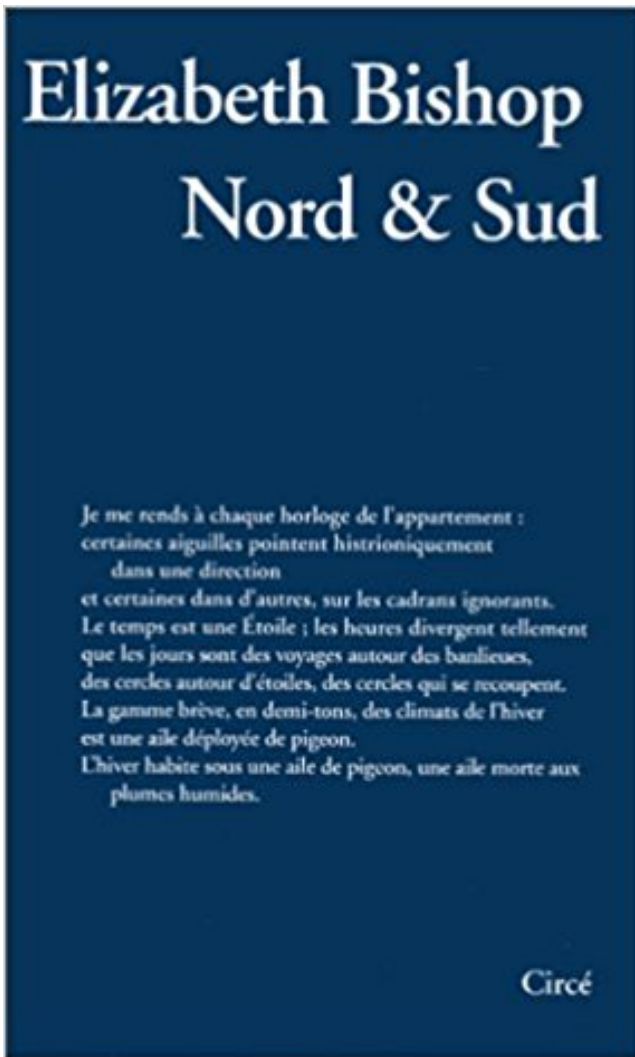 Elizabeth Bishop
Nord & Sud
Je me rends à chaque horloge de l'appartement :
certaines aiguilles pointent histrioniquement
dans une direction
et certaines dans d'autres, sur les cadrans ignorants.
Le temps est une Étoile ; les heures divergent tellement
que les jours sont des voyages autour des banlieues,
des cercles autour d'étoiles, des cercles qui se recoupent.
La gamme brève, en demi-tons, des climats de l'hiver
est une aile déployée de pigeon.
L'hiver habite sous une aile de pigeon, une aile morte aux
plumes humides.
Circé